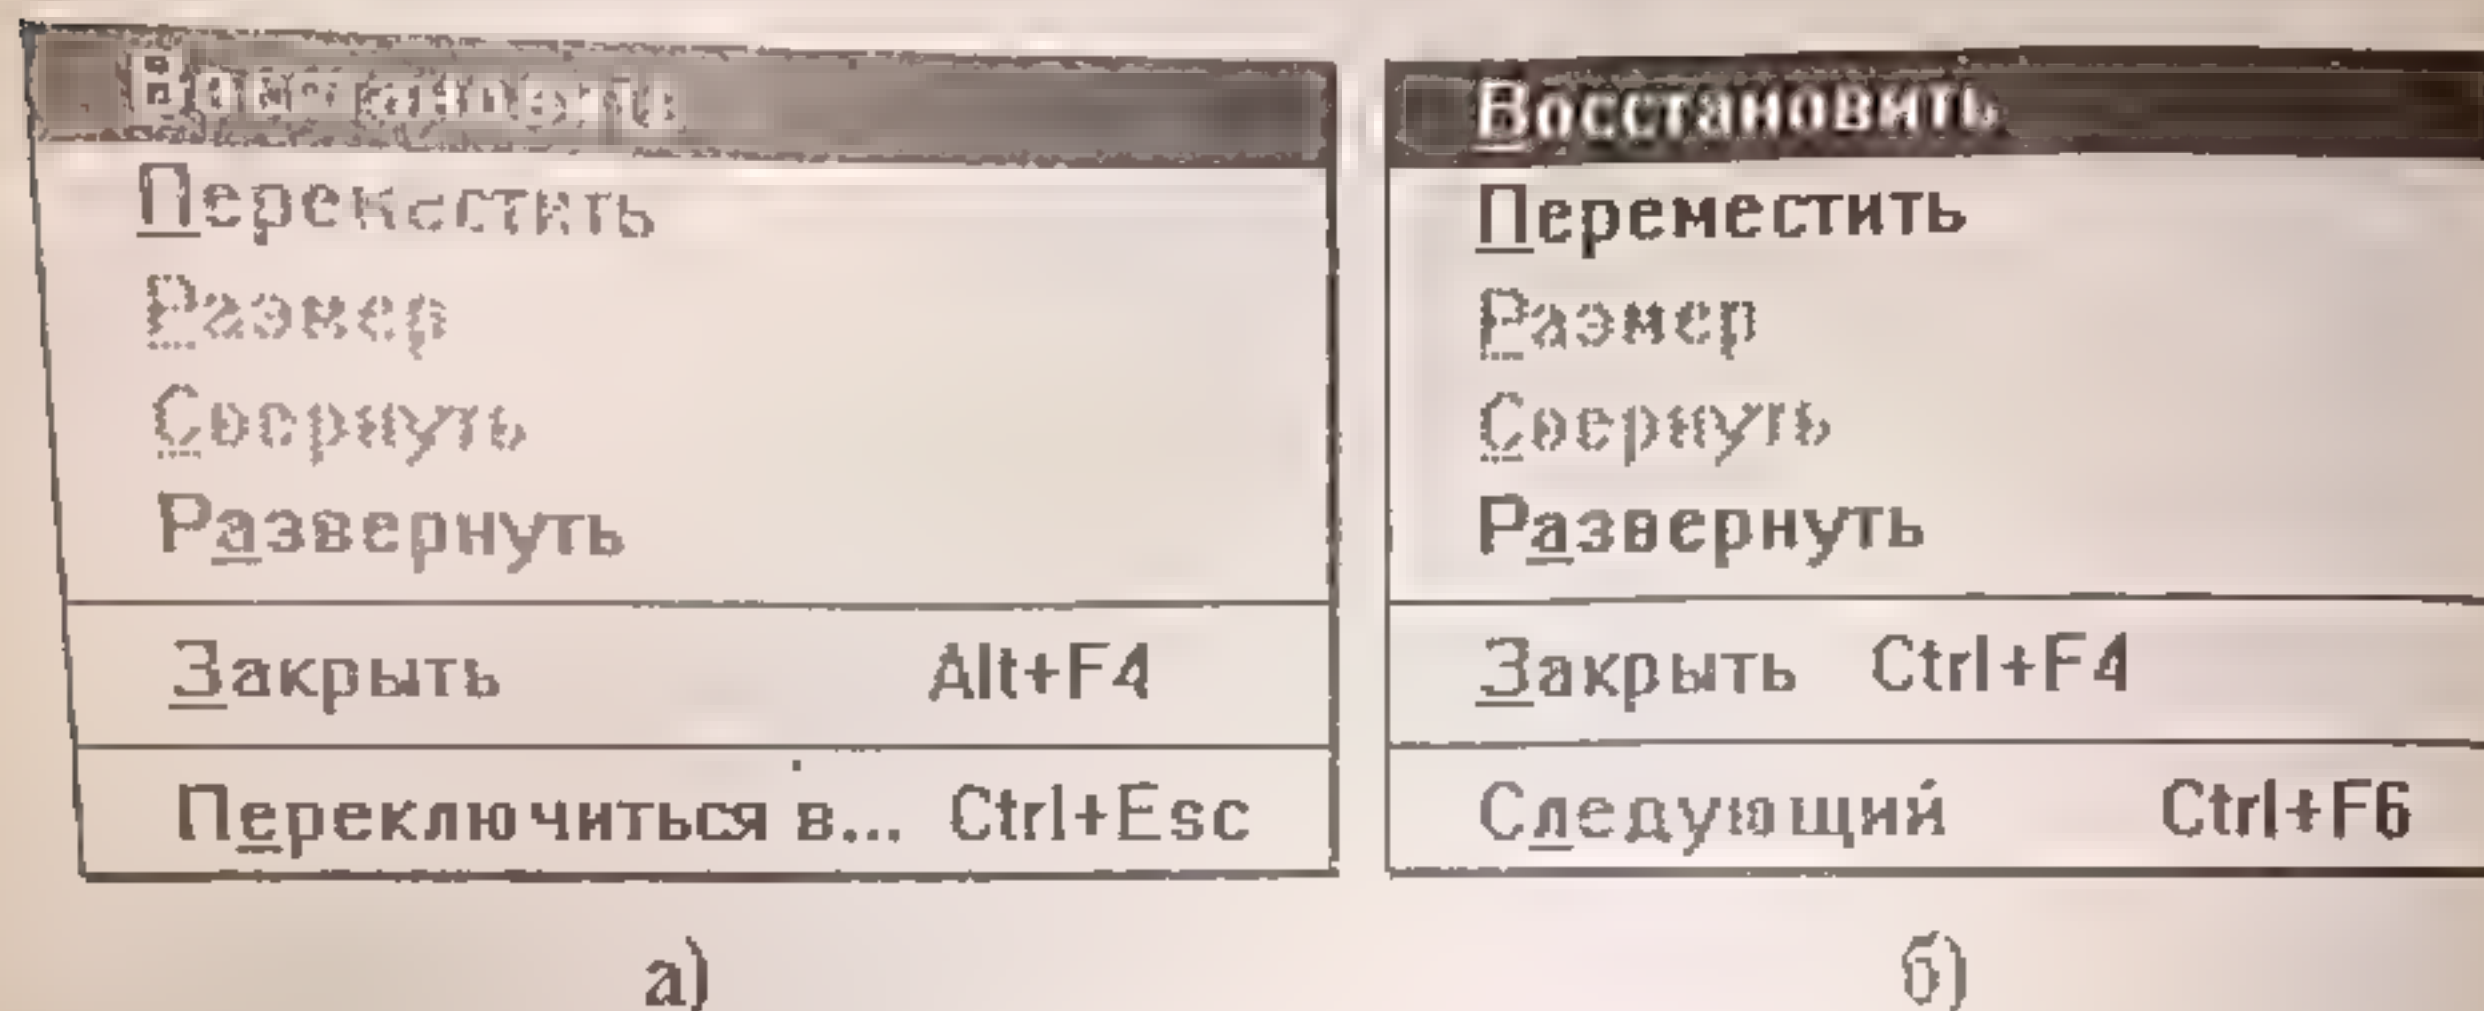 Восстановить
Переместить
Размер
Свернуть
Развернуть
Закрыть Alt+F4
Переключиться в... Ctrl+Esc
а)
Восстановить
Переместить
Размер
Свернуть
Развернуть
Закрыть Ctrl+F4
Следующий Ctrl+F6
б)